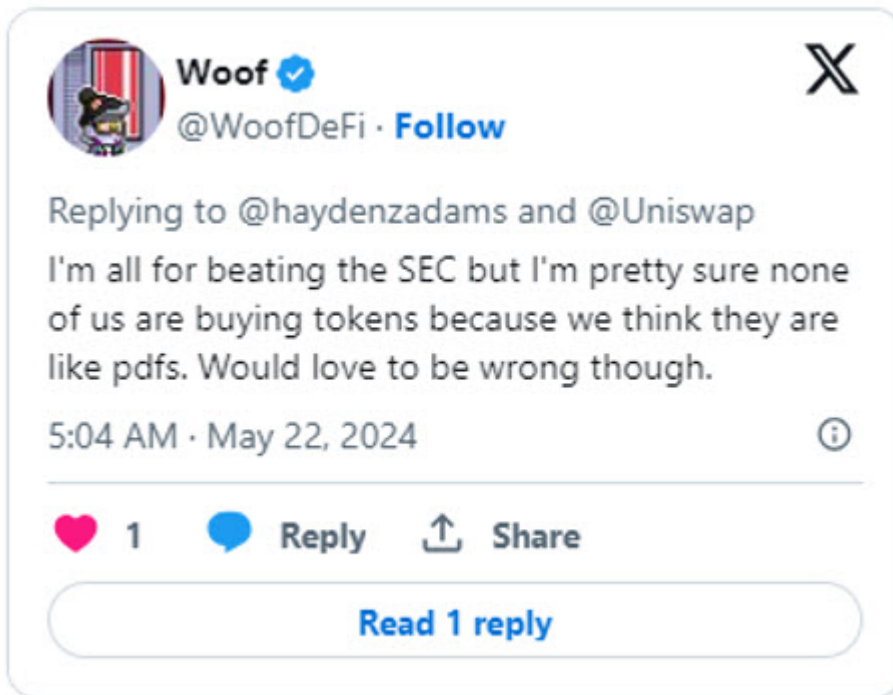 Woof
@WoofDeFi · Follow
Replying to @haydenzadams and @Uniswap
I'm all for beating the SEC but I'm pretty sure none
of us are buying tokens because we think they are
like pdfs. Would love to be wrong though.
5:04 AM · May 22, 2024
1 Reply Share
Read 1 reply